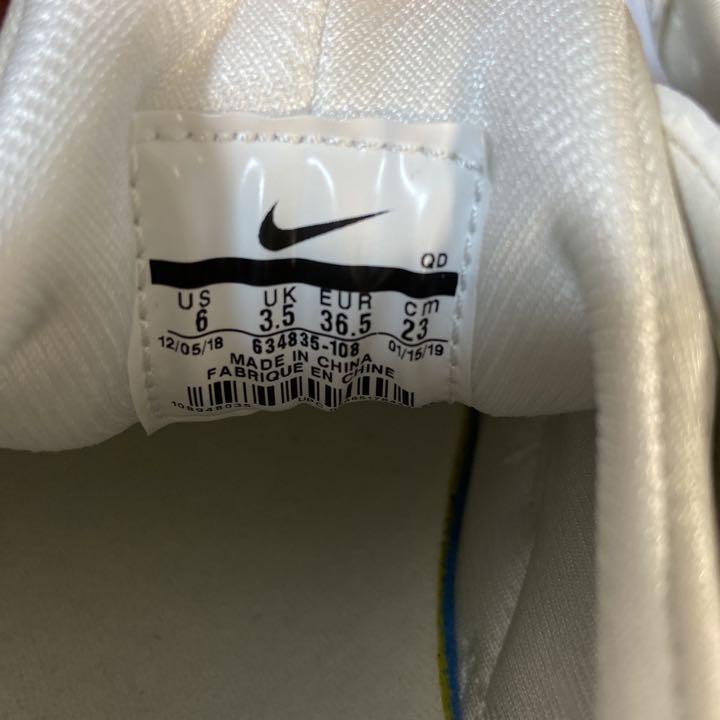 QD
US UK EUR cm
6 3.5 36.5 23
12/05/18 634835-108 01/15/19
MADE IN CHINA
FABRIQUE EN CHINE